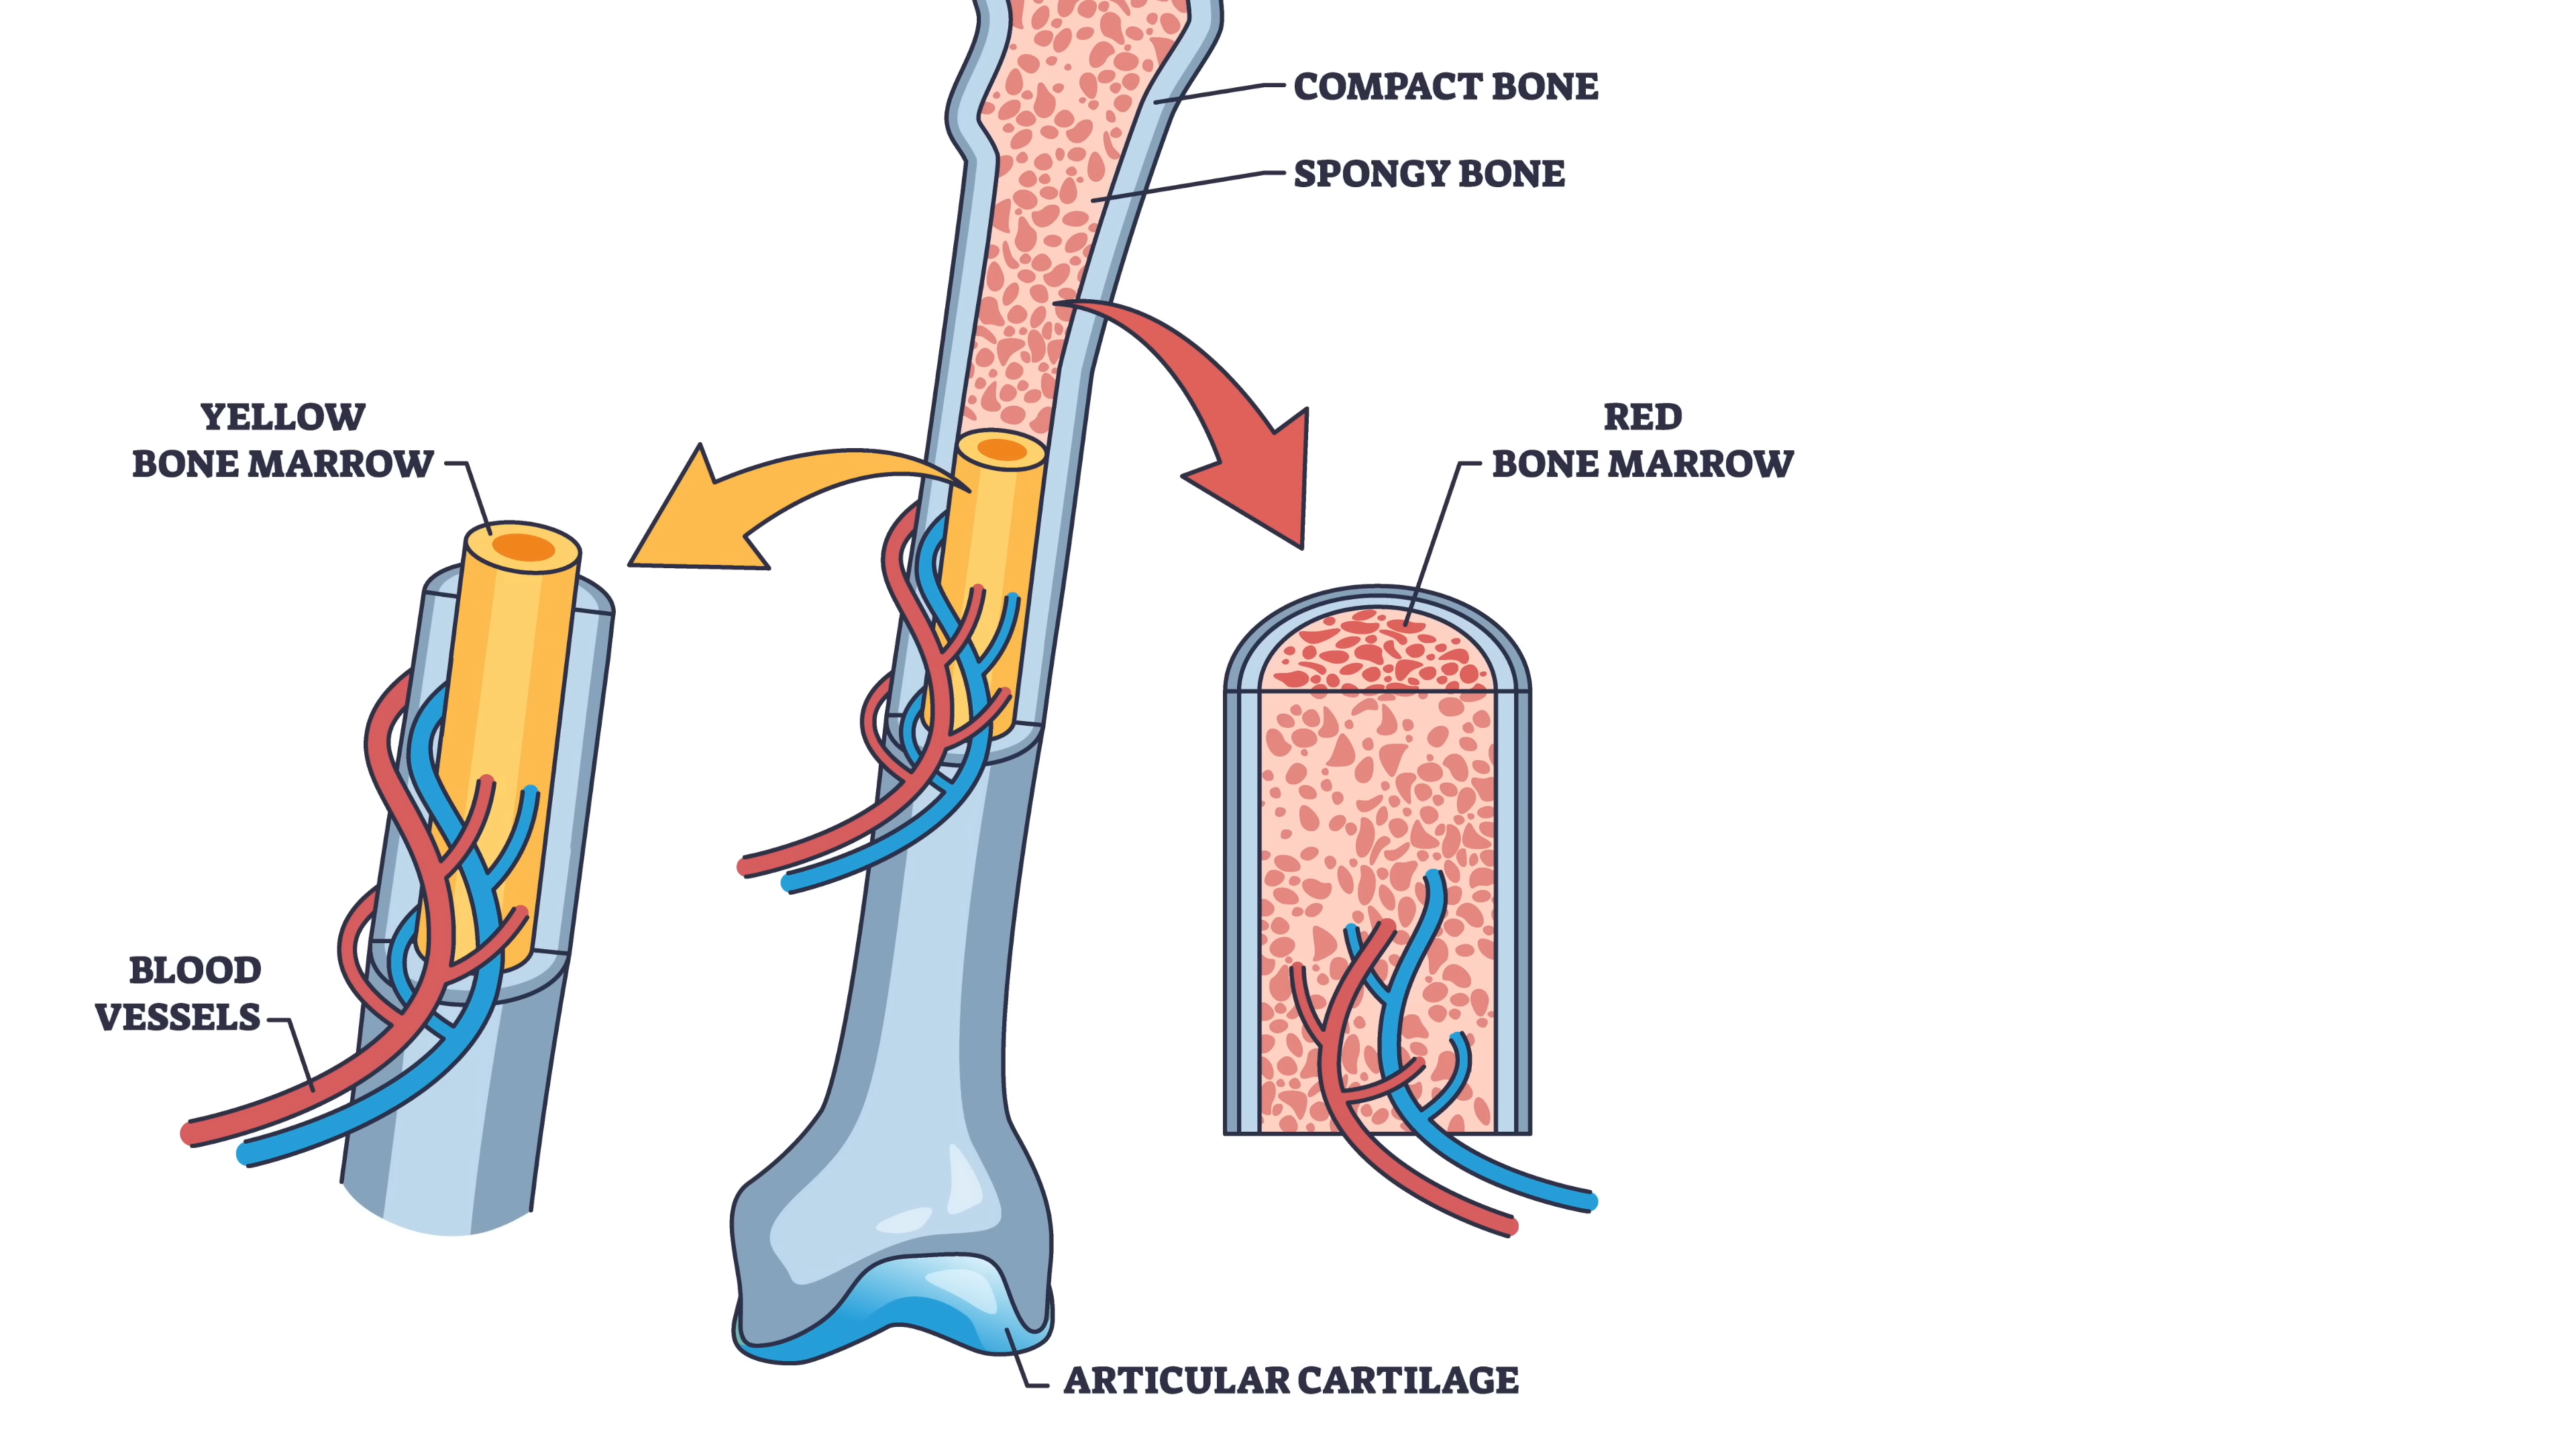 COMPACT BONE
SPONGY BONE
YELLOW
BONE MARROW
RED
BONE MARROW
BLOOD
VESSELS
ARTICULAR CARTILAGE